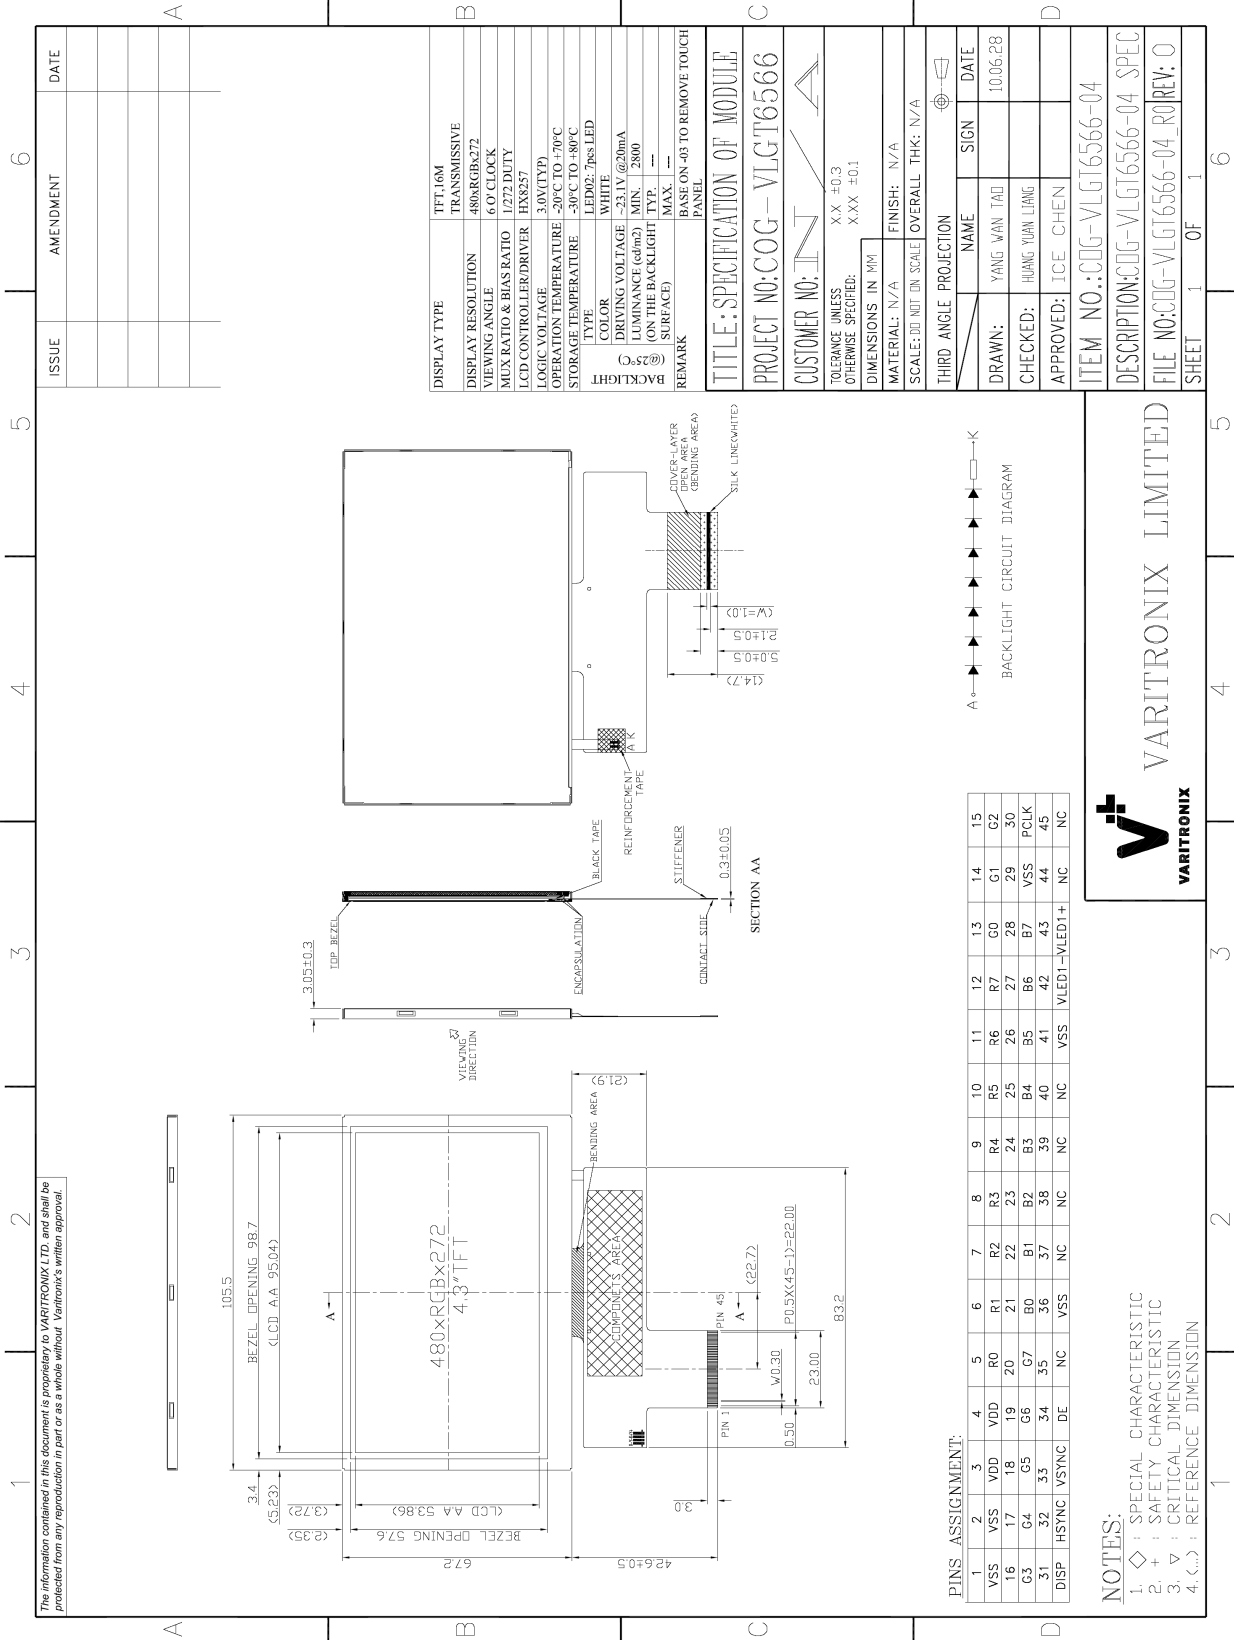 The information contained in this document is proprietary to VARITRONIX LTD. and shall be
protected from any reproduction in part or as a whole without Varitronix's written approval.
1 2 3 4 5 6
A
B
C
D
ISSUE AMENDMENT DATE
105.5
BEZEL OPENING 98.7
(LCD A.A 95.04)
3.4
(5.23)
(3.72)
(2.35)
(LCD A.A 53.86)
BEZEL OPENING 57.6
67.2
42.6±0.5
A
480xRGBx272
4.3"TFT
BENDING AREA
(21.9)
COMPONETS AREA
A
PIN 1
PIN 45
3.0
0.50
W0.30
P0.5X(45-1)=22.00
(22.7)
23.00
83.2
3.05±0.3
VIEWING
DIRECTION
TOP BEZEL
ENCAPSULATION
BLACK TAPE
STIFFENER
CONTACT SIDE
0.3±0.05
SECTION AA
REINFORCEMENT
TAPE
A K
COVER-LAYER
OPEN AREA
(BENDING AREA)
SILK LINE(WHITE)
(W=1.0)
2.1±0.5
5.0±0.5
(14.7)
A K
BACKLIGHT CIRCUIT DIAGRAM
DISPLAY TYPE TFT,16M
TRANSMISSIVE
DISPLAY RESOLUTION 480xRGBx272
VIEWING ANGLE 6 O' CLOCK
MUX RATIO & BIAS RATIO 1/272 DUTY
LCD CONTROLLER/DRIVER HX8257
LOGIC VOLTAGE 3.0V(TYP)
OPERATION TEMPERATURE -20°C TO +70°C
STORAGE TEMPERATURE -30°C TO +80°C
BACKLIGHT
(@25°C)
TYPE LED02: 7pcs LED
COLOR WHITE
DRIVING VOLTAGE ~23.1V @20mA
LUMINANCE (cd/m2) MIN. 2800
(ON THE BACKLIGHT TYP. ---
SURFACE) MAX. ---
REMARK BASE ON -03 TO REMOVE TOUCH
PANEL
TITLE:SPECIFICATION OF MODULE
PROJECT NO:COG-VLGT6566
CUSTOMER NO: N/A
TOLERANCE UNLESS
OTHERWISE SPECIFIED:
X.X ±0.3
X.XX ±0.1
DIMENSIONS IN MM
MATERIAL: N/A FINISH: N/A
SCALE: DO NOT ON SCALE OVERALL THK: N/A
THIRD ANGLE PROJECTION
NAME SIGN DATE
DRAWN: YANG WAN TAO 10.06.28
CHECKED: HUANG YUAN LIANG
APPROVED: ICE CHEN
ITEM NO.:COG-VLGT6566-04
DESCRIPTION:COG-VLGT6566-04 SPEC
FILE NO:COG-VLGT6566-04_R0 REV: 0
SHEET 1 OF 1
VARITRONIX LIMITED
VARITRONIX
PINS ASSIGNMENT:
1 2 3 4 5 6 7 8 9 10 11 12 13 14 15
VSS VSS VDD VDD R0 R1 R2 R3 R4 R5 R6 R7 G0 G1 G2
16 17 18 19 20 21 22 23 24 25 26 27 28 29 30
G3 G4 G5 G6 G7 B0 B1 B2 B3 B4 B5 B6 B7 VSS PCLK
31 32 33 34 35 36 37 38 39 40 41 42 43 44 45
DISP HSYNC VSYNC DE NC VSS NC NC NC NC VSS VLED1- VLED1+ NC NC
NOTES:
1. ◇ : SPECIAL CHARACTERISTIC
2. + : SAFETY CHARACTERISTIC
3. ▽ : CRITICAL DIMENSION
4.(...) : REFERENCE DIMENSION
1 2 3 4 5 6
A
B
C
D